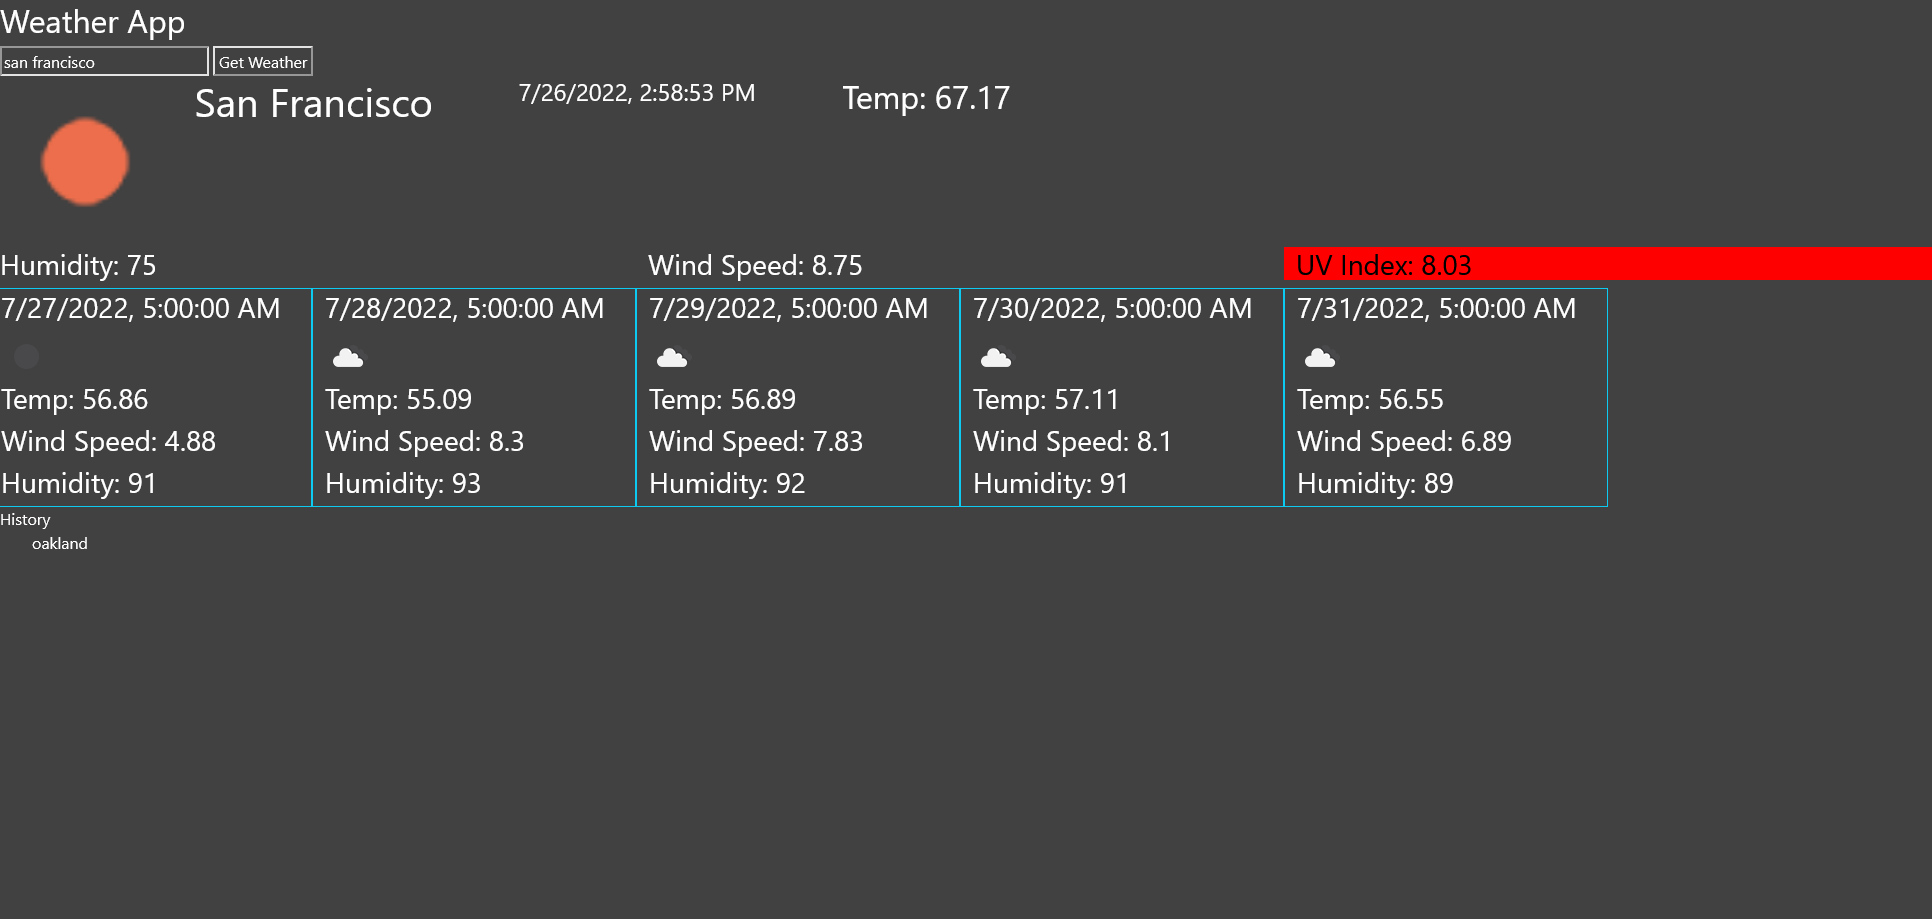 Weather App
san francisco Get Weather
San Francisco 7/26/2022, 2:58:53 PM Temp: 67.17
Humidity: 75 Wind Speed: 8.75 UV Index: 8.03
7/27/2022, 5:00:00 AM 7/28/2022, 5:00:00 AM 7/29/2022, 5:00:00 AM 7/30/2022, 5:00:00 AM 7/31/2022, 5:00:00 AM
Temp: 56.86 Temp: 55.09 Temp: 56.89 Temp: 57.11 Temp: 56.55
Wind Speed: 4.88 Wind Speed: 8.3 Wind Speed: 7.83 Wind Speed: 8.1 Wind Speed: 6.89
Humidity: 91 Humidity: 93 Humidity: 92 Humidity: 91 Humidity: 89
History
oakland